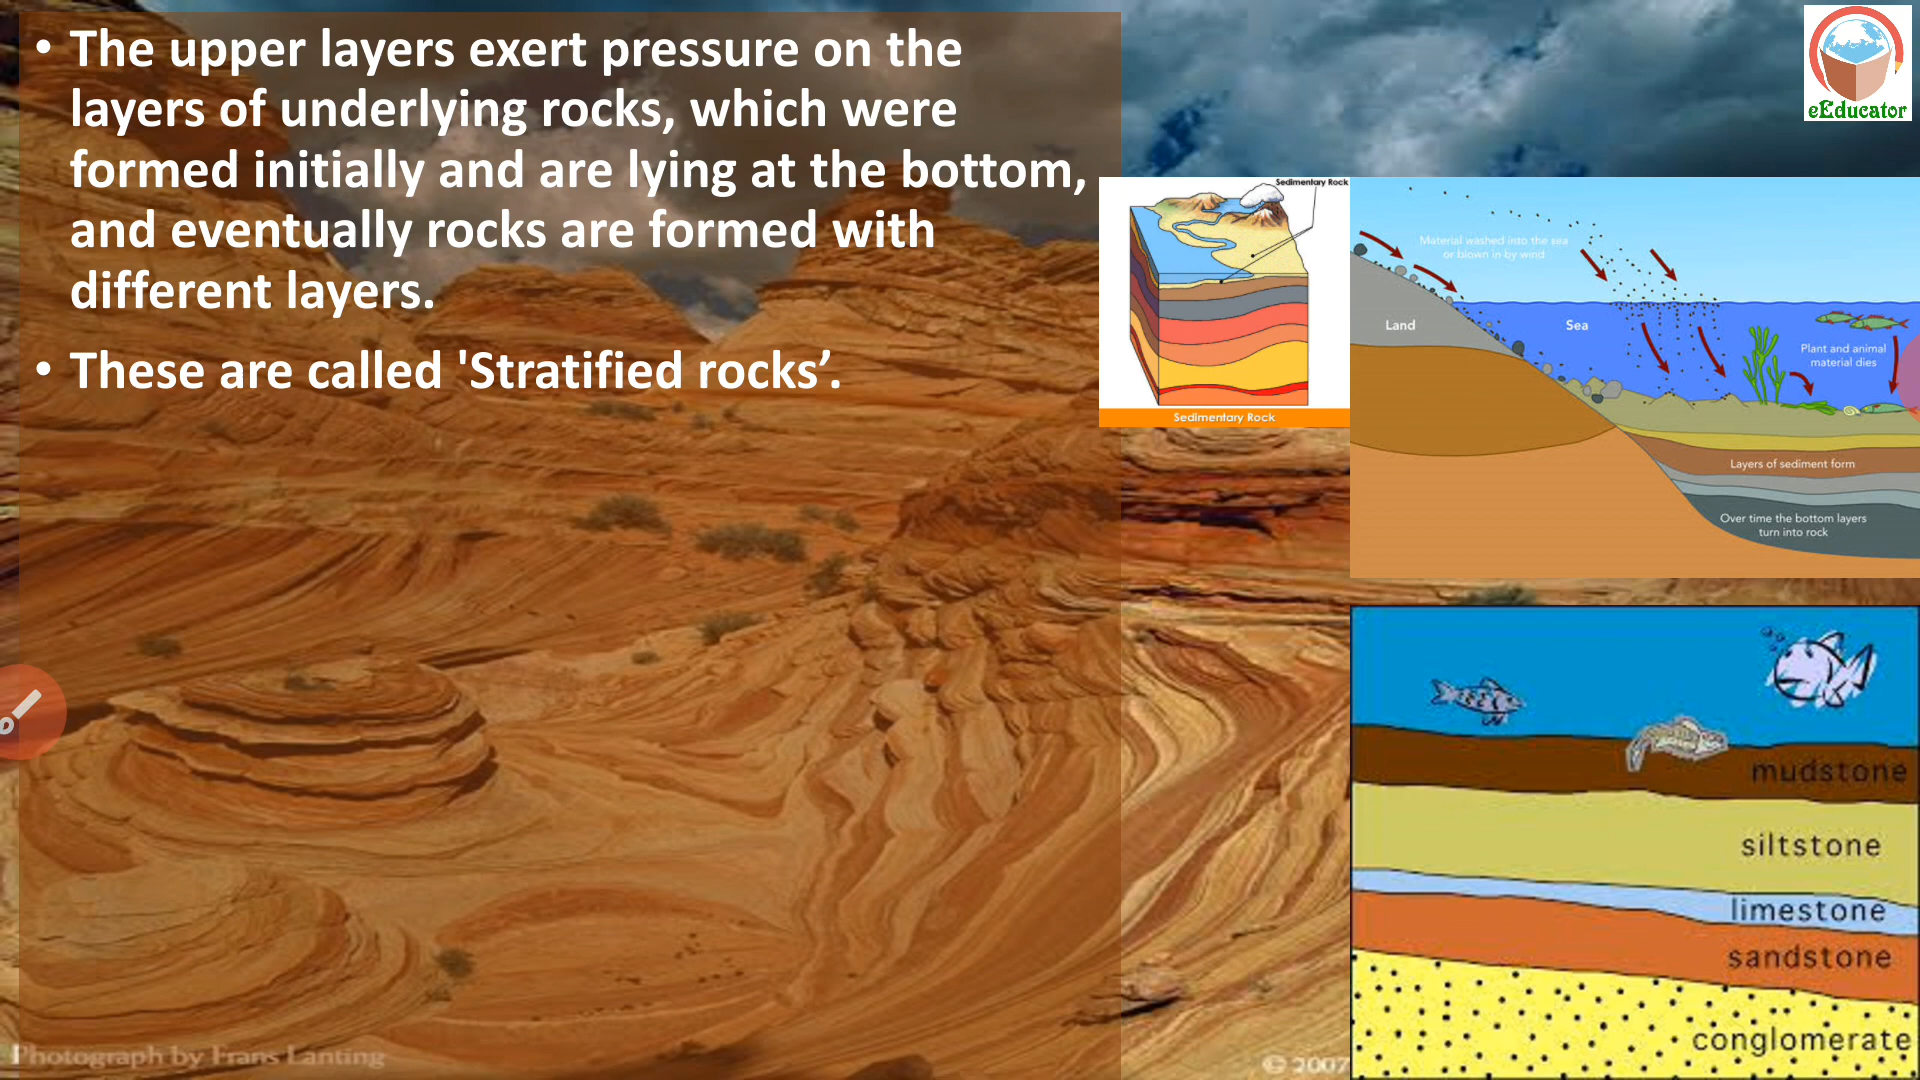 • The upper layers exert pressure on the
layers of underlying rocks, which were
formed initially and are lying at the bottom,
and eventually rocks are formed with
different layers.
• These are called 'Stratified rocks’.
eEducator
Sedimentary Rock
Sedimentary Rock
Material washed into the sea
or blown in by wind
Land
Sea
Plant and animal
material dies
Layers of sediment form
Over time the bottom layers
turn into rock
mudstone
siltstone
limestone
sandstone
conglomerate
Photograph by Frans Lanting
© 2007